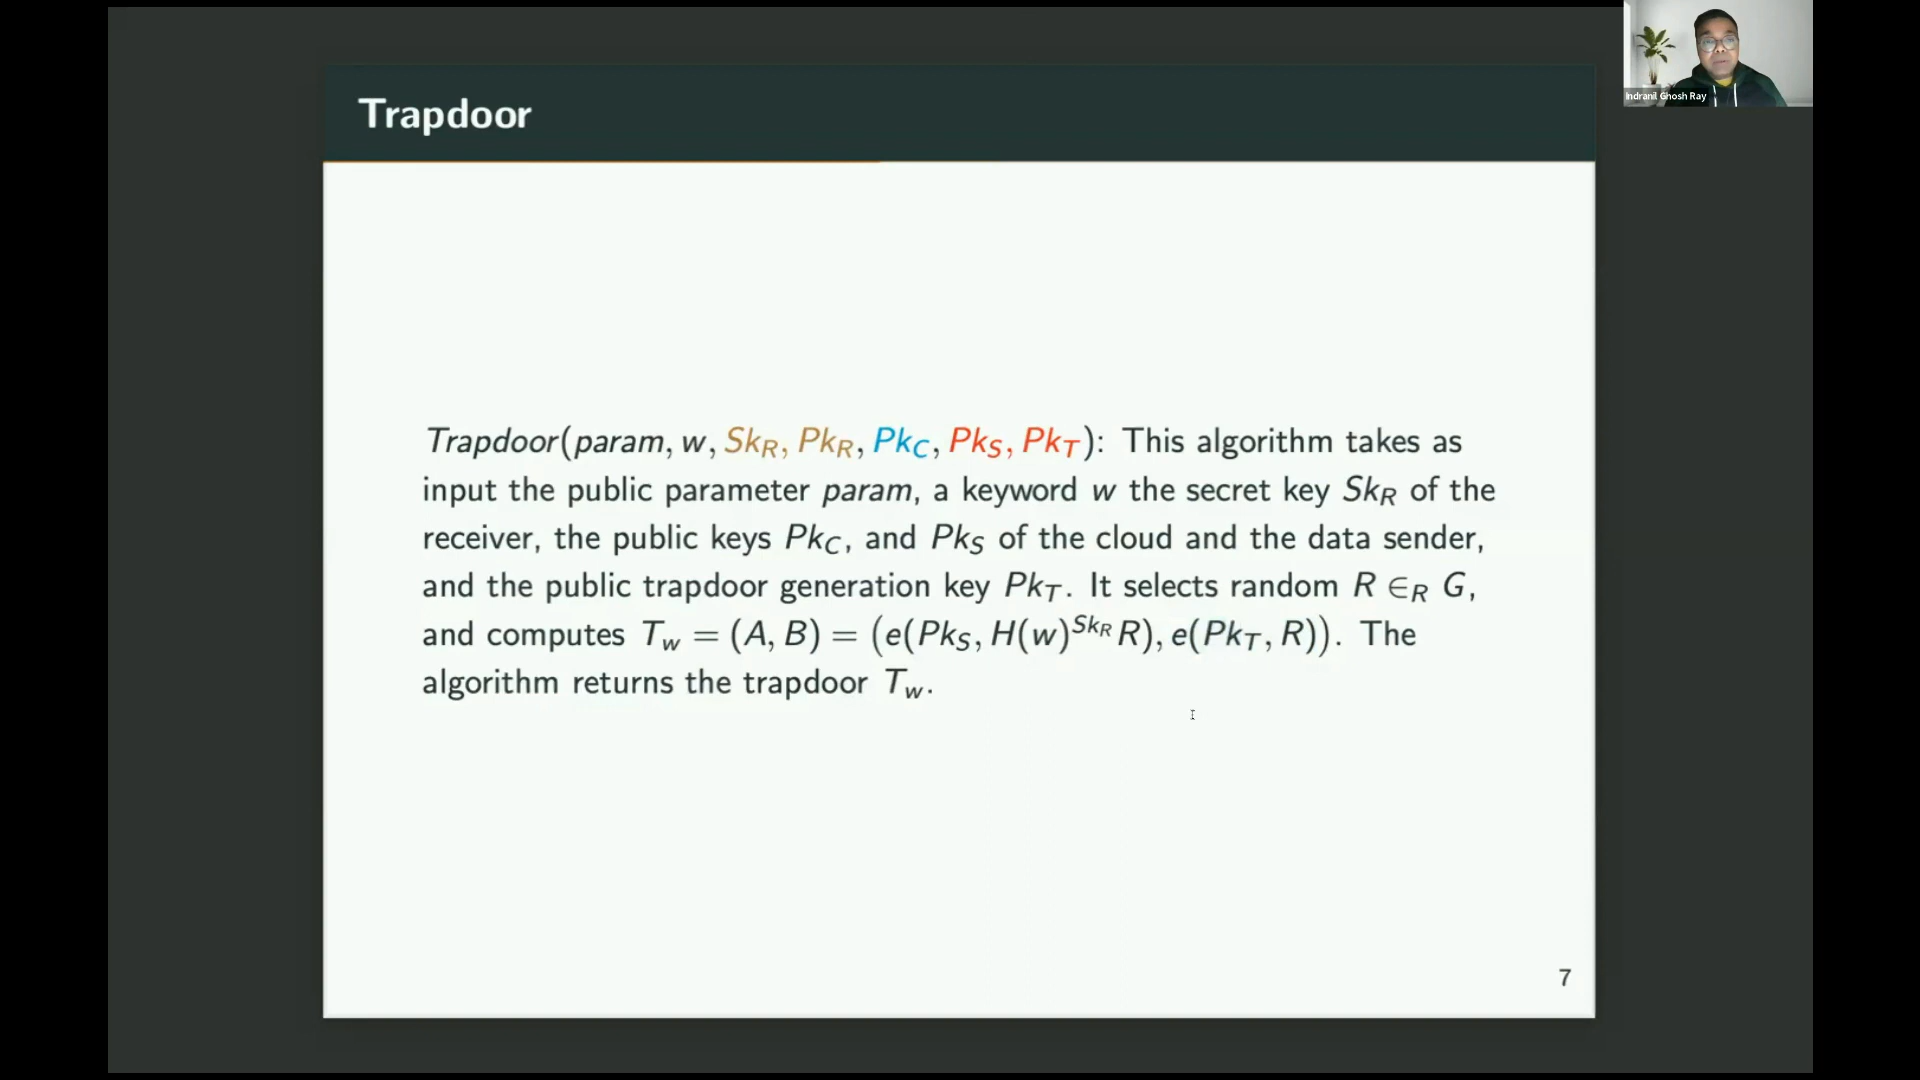 Trapdoor
Indranil Ghosh Ray
Trapdoor(param, w, Sk_R, Pk_R, Pk_C, Pk_S, Pk_T): This algorithm takes as
input the public parameter param, a keyword w the secret key Sk_R of the
receiver, the public keys Pk_C, and Pk_S of the cloud and the data sender,
and the public trapdoor generation key Pk_T. It selects random R ∈_R G,
and computes T_w = (A, B) = (e(Pk_S, H(w)^{Sk_R} R), e(Pk_T, R)). The
algorithm returns the trapdoor T_w.
7